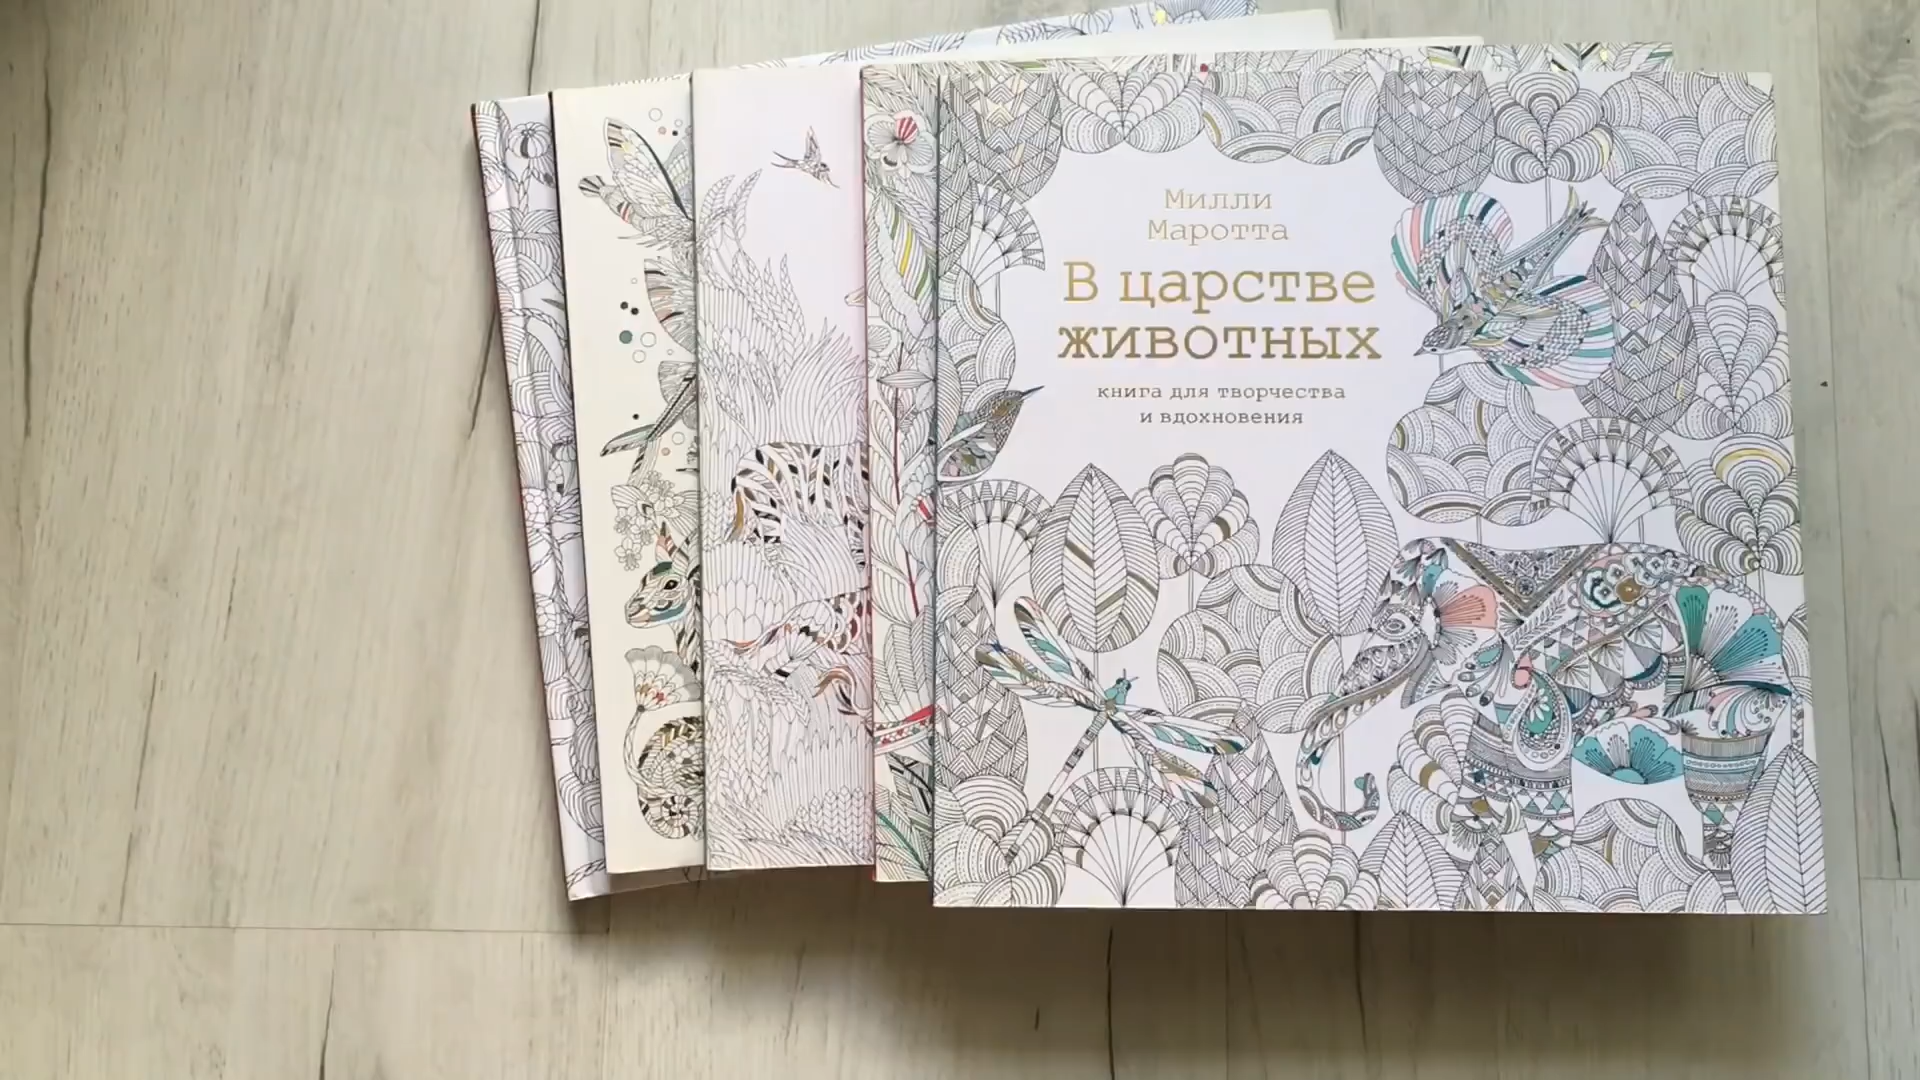 Милли
Маротта
В царстве
животных
книга для творчества
и вдохновения